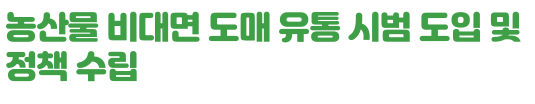 농산물 비대면 도매 유통 시범 도입 및
정책 수립